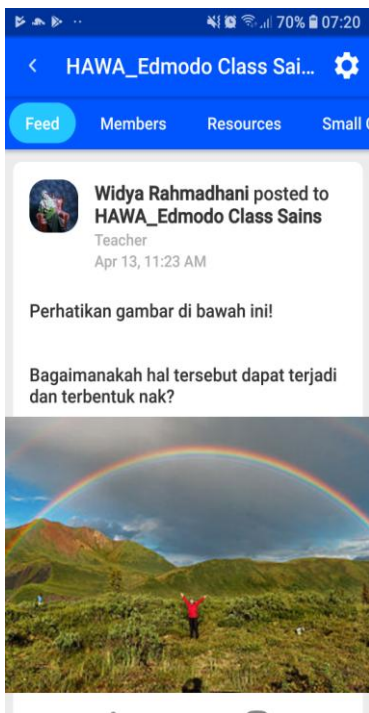 70% 07:20
HAWA_Edmodo Class Sai...
Feed Members Resources Small
Widya Rahmadhani posted to
HAWA_Edmodo Class Sains
Teacher
Apr 13, 11:23 AM
Perhatikan gambar di bawah ini!
Bagaimanakah hal tersebut dapat terjadi
dan terbentuk nak?